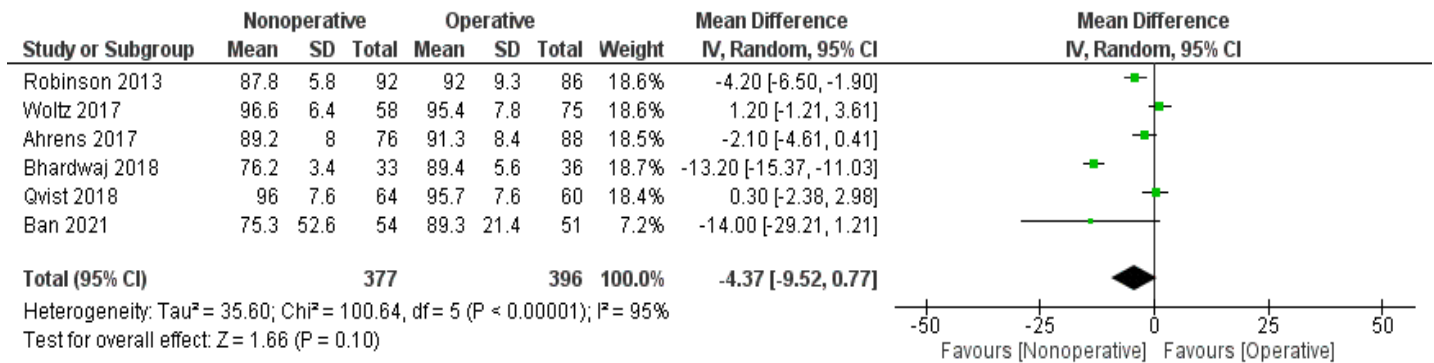 Nonoperative Operative Mean Difference Mean Difference
Study or Subgroup Mean SD Total Mean SD Total Weight IV, Random, 95% CI IV, Random, 95% CI
Robinson 2013 87.8 5.8 92 92 9.3 86 18.6% -4.20 [-6.50, -1.90]
Woltz 2017 96.6 6.4 58 95.4 7.8 75 18.6% 1.20 [-1.21, 3.61]
Ahrens 2017 89.2 8 76 91.3 8.4 88 18.5% -2.10 [-4.61, 0.41]
Bhardwaj 2018 76.2 3.4 33 89.4 5.6 36 18.7% -13.20 [-15.37, -11.03]
Qvist 2018 96 7.6 64 95.7 7.6 60 18.4% 0.30 [-2.38, 2.98]
Ban 2021 75.3 52.6 54 89.3 21.4 51 7.2% -14.00 [-29.21, 1.21]
Total (95% CI) 377 396 100.0% -4.37 [-9.52, 0.77]
Heterogeneity: Tau² = 35.60; Chi² = 100.64, df = 5 (P < 0.00001); I² = 95%
Test for overall effect: Z = 1.66 (P = 0.10)
-50 -25 0 25 50
Favours [Nonoperative] Favours [Operative]